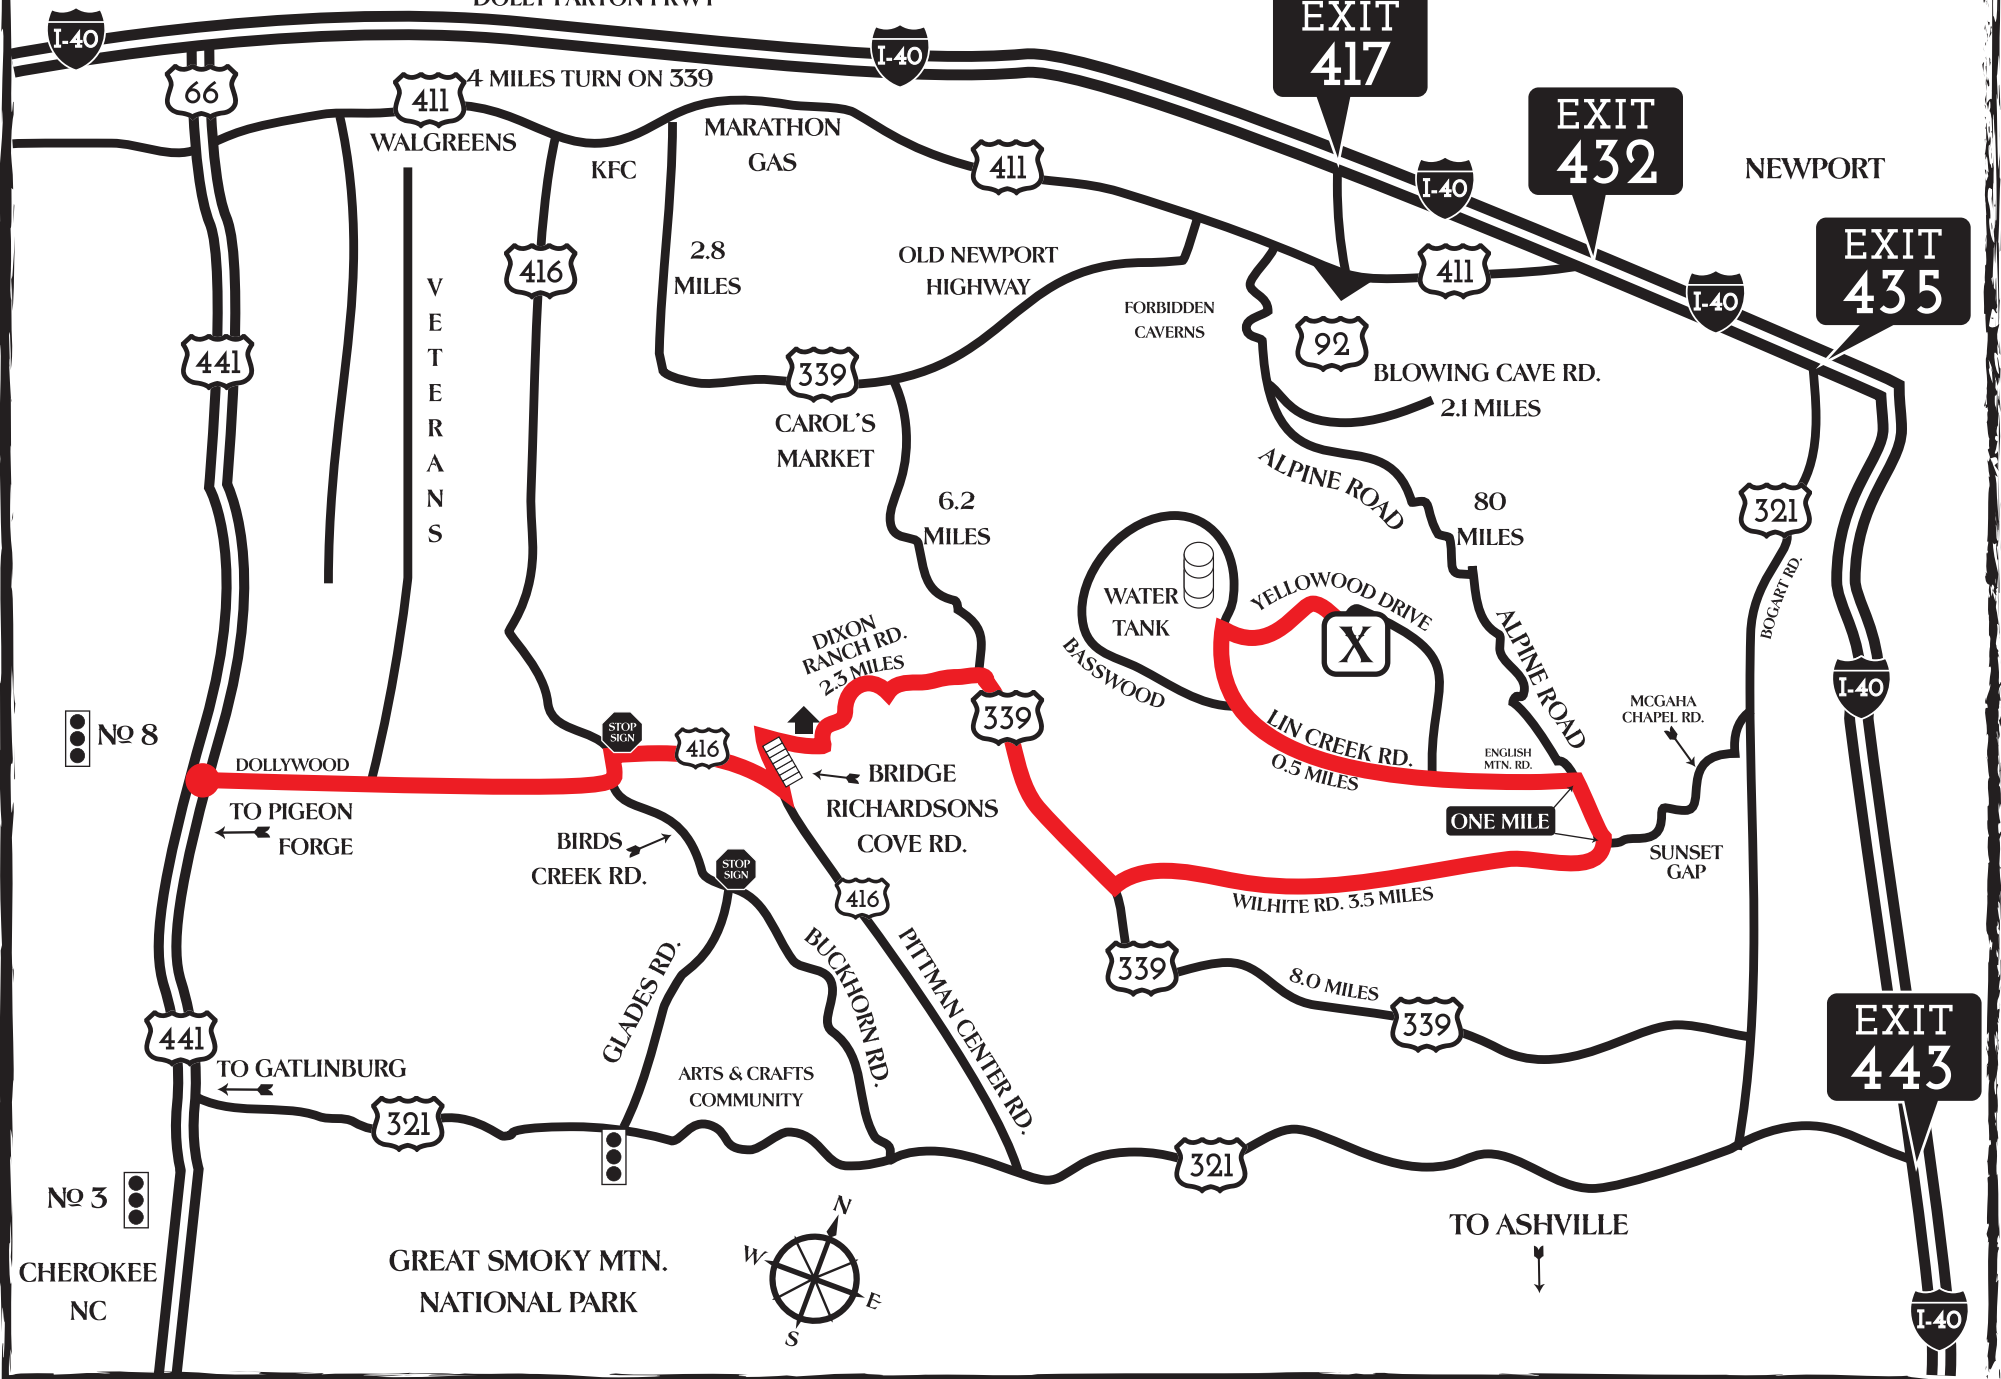 DOLLY PARTON PKWY
I-40
I-40
EXIT
417
66
411
4 MILES TURN ON 339
WALGREENS
KFC
MARATHON
GAS
411
EXIT
432
I-40
NEWPORT
EXIT
435
I-40
411
441
V
E
T
E
R
A
N
S
416
2.8
MILES
OLD NEWPORT
HIGHWAY
FORBIDDEN
CAVERNS
92
BLOWING CAVE RD.
2.1 MILES
339
CAROL'S
MARKET
6.2
MILES
ALPINE ROAD
80
MILES
321
BOGART RD.
WATER
TANK
BASSWOOD
YELLOWOOD DRIVE
X
ALPINE ROAD
DIXON
RANCH RD.
2.3 MILES
339
I-40
MCGAHA
CHAPEL RD.
No 8
STOP
SIGN
416
LIN CREEK RD.
0.5 MILES
ENGLISH
MTN. RD.
DOLLYWOOD
TO PIGEON
FORGE
BRIDGE
RICHARDSONS
COVE RD.
ONE MILE
SUNSET
GAP
BIRDS
CREEK RD.
STOP
SIGN
416
WILHITE RD. 3.5 MILES
GLADES RD.
BUCKHORN RD.
PITTMAN CENTER RD.
339
8.0 MILES
339
EXIT
443
441
TO GATLINBURG
ARTS & CRAFTS
COMMUNITY
321
321
No 3
CHEROKEE
NC
GREAT SMOKY MTN.
NATIONAL PARK
N
W
E
S
TO ASHVILLE
I-40